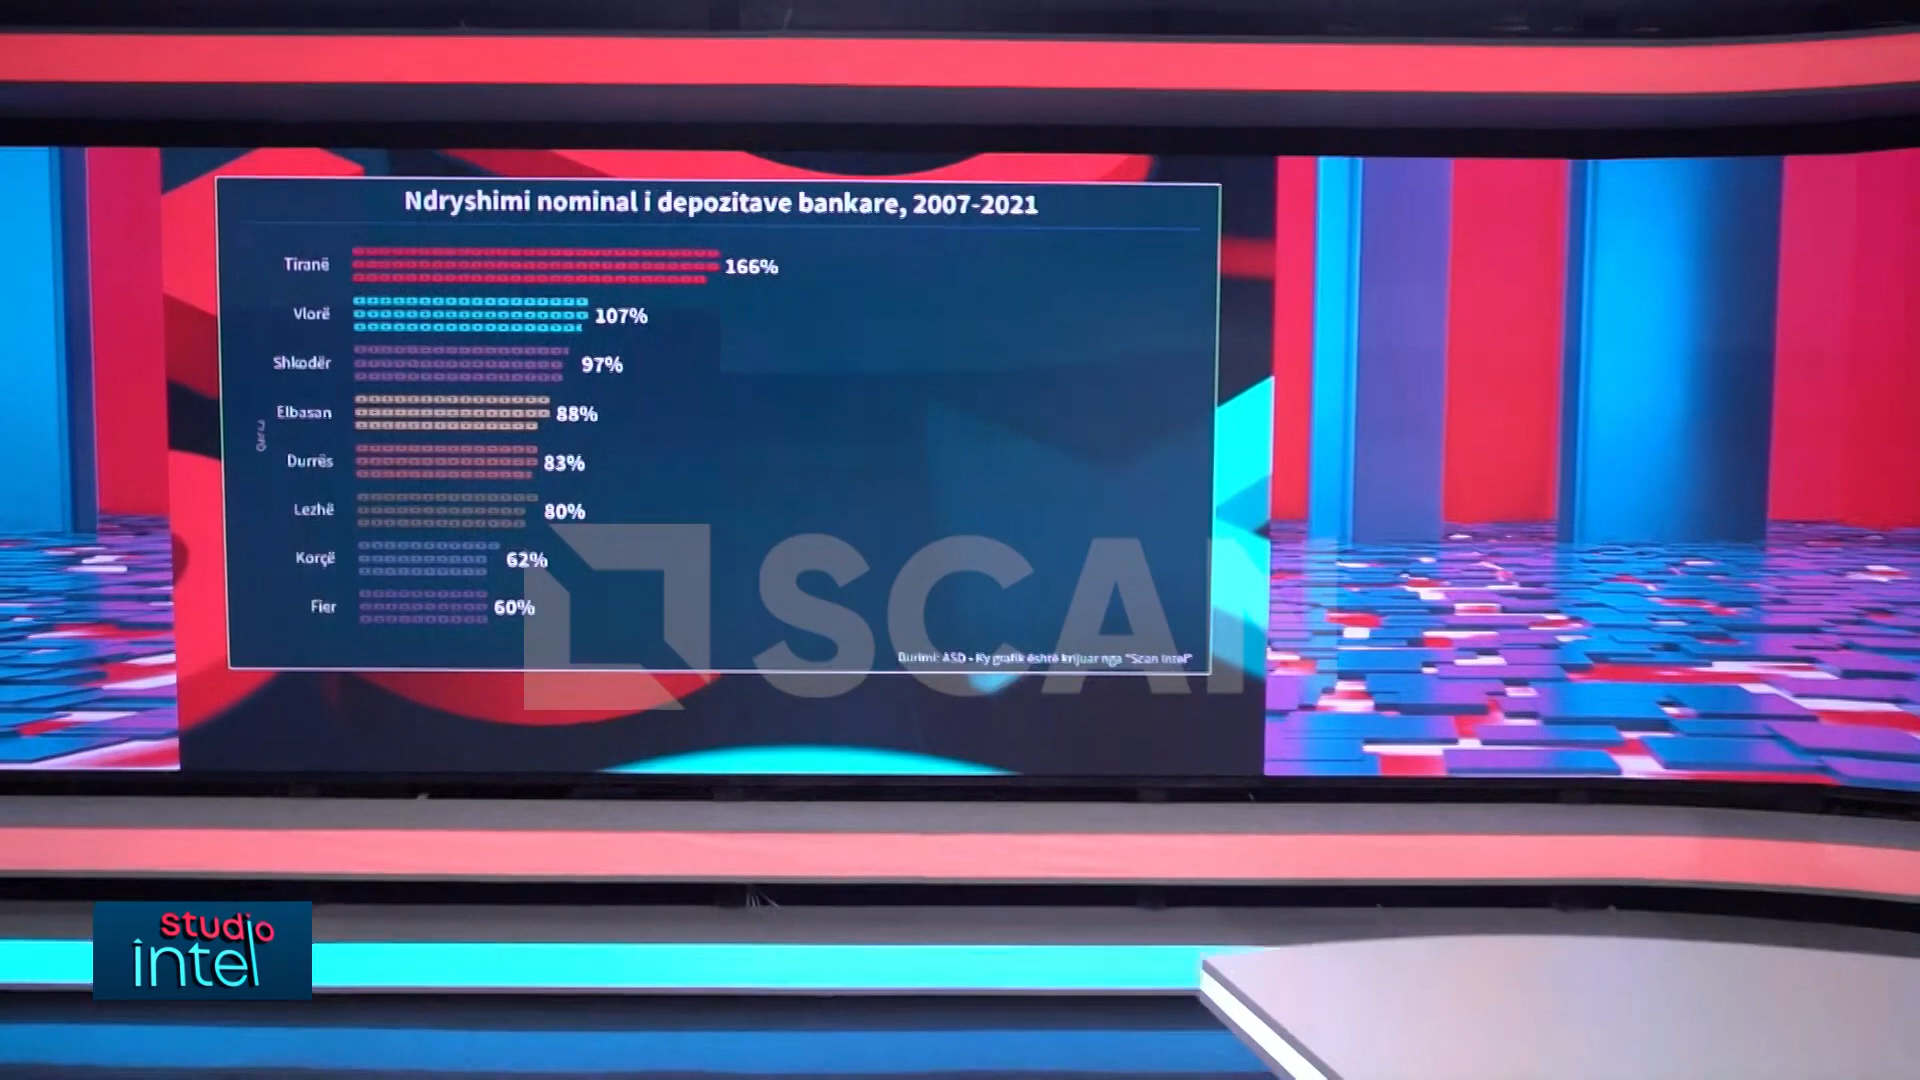 Ndryshimi nominal i depozitave bankare, 2007-2021
Tiranë 166%
Vlorë 107%
Shkodër 97%
Elbasan 88%
Durrës 83%
Lezhë 80%
Korçë 62%
Fier 60%
Burimi: ASD - Ky grafik është krijuar nga "Scan Intel"
SCAN
studio
intel